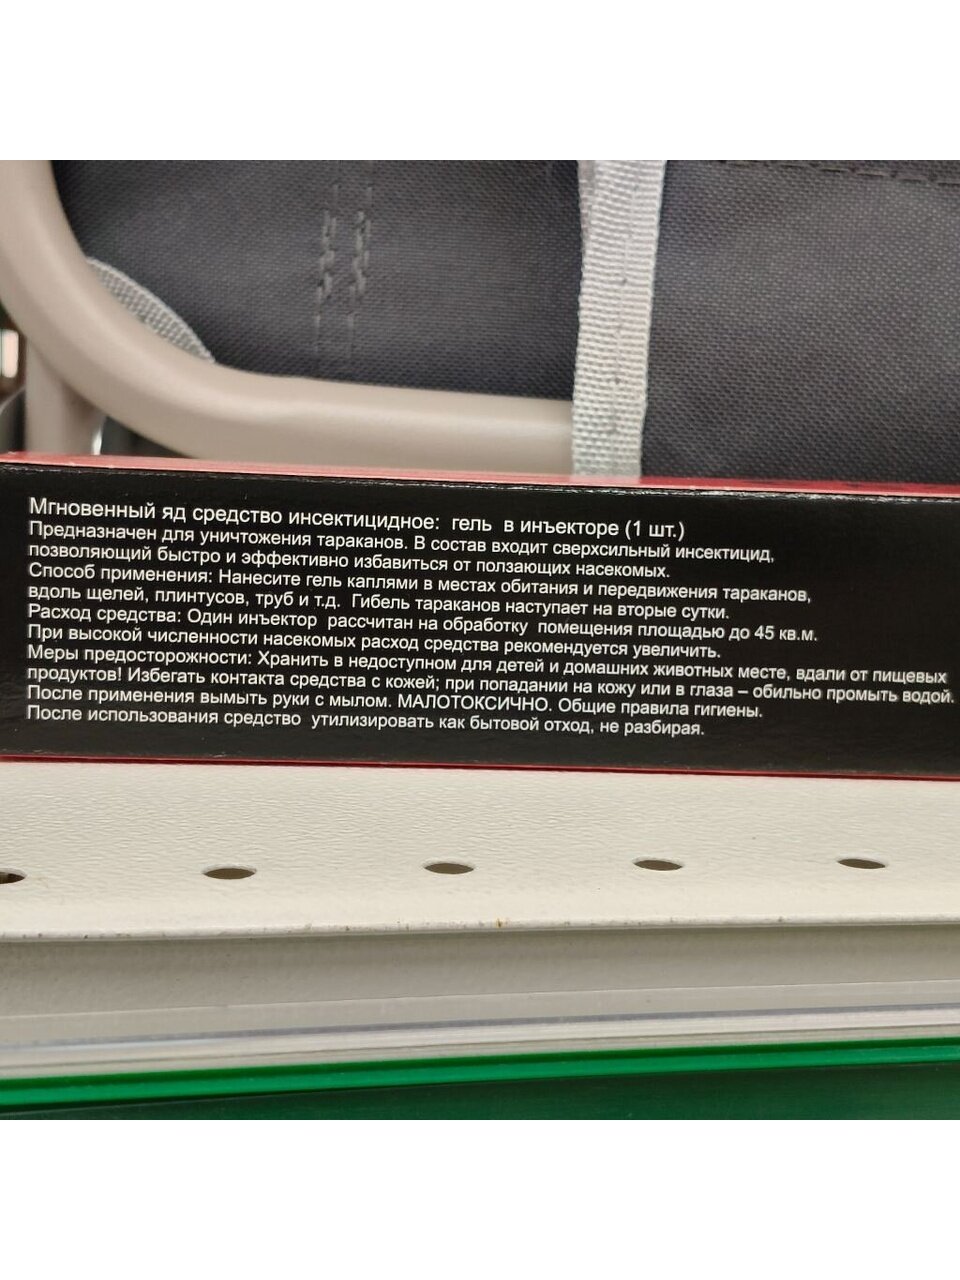 Мгновенный яд средство инсектицидное: гель в инъекторе (1 шт.)
Предназначен для уничтожения тараканов. В состав входит сверхсильный инсектицид,
позволяющий быстро и эффективно избавиться от ползающих насекомых.
Способ применения: Нанесите гель каплями в местах обитания и передвижения тараканов,
вдоль щелей, плинтусов, труб и т.д. Гибель тараканов наступает на вторые сутки.
Расход средства: Один инъектор рассчитан на обработку помещения площадью до 45 кв.м.
При высокой численности насекомых расход средства рекомендуется увеличить.
Меры предосторожности: Хранить в недоступном для детей и домашних животных месте, вдали от пищевых
продуктов! Избегать контакта средства с кожей; при попадании на кожу или в глаза – обильно промыть водой.
После применения вымыть руки с мылом. МАЛОТОКСИЧНО. Общие правила гигиены.
После использования средство утилизировать как бытовой отход, не разбирая.